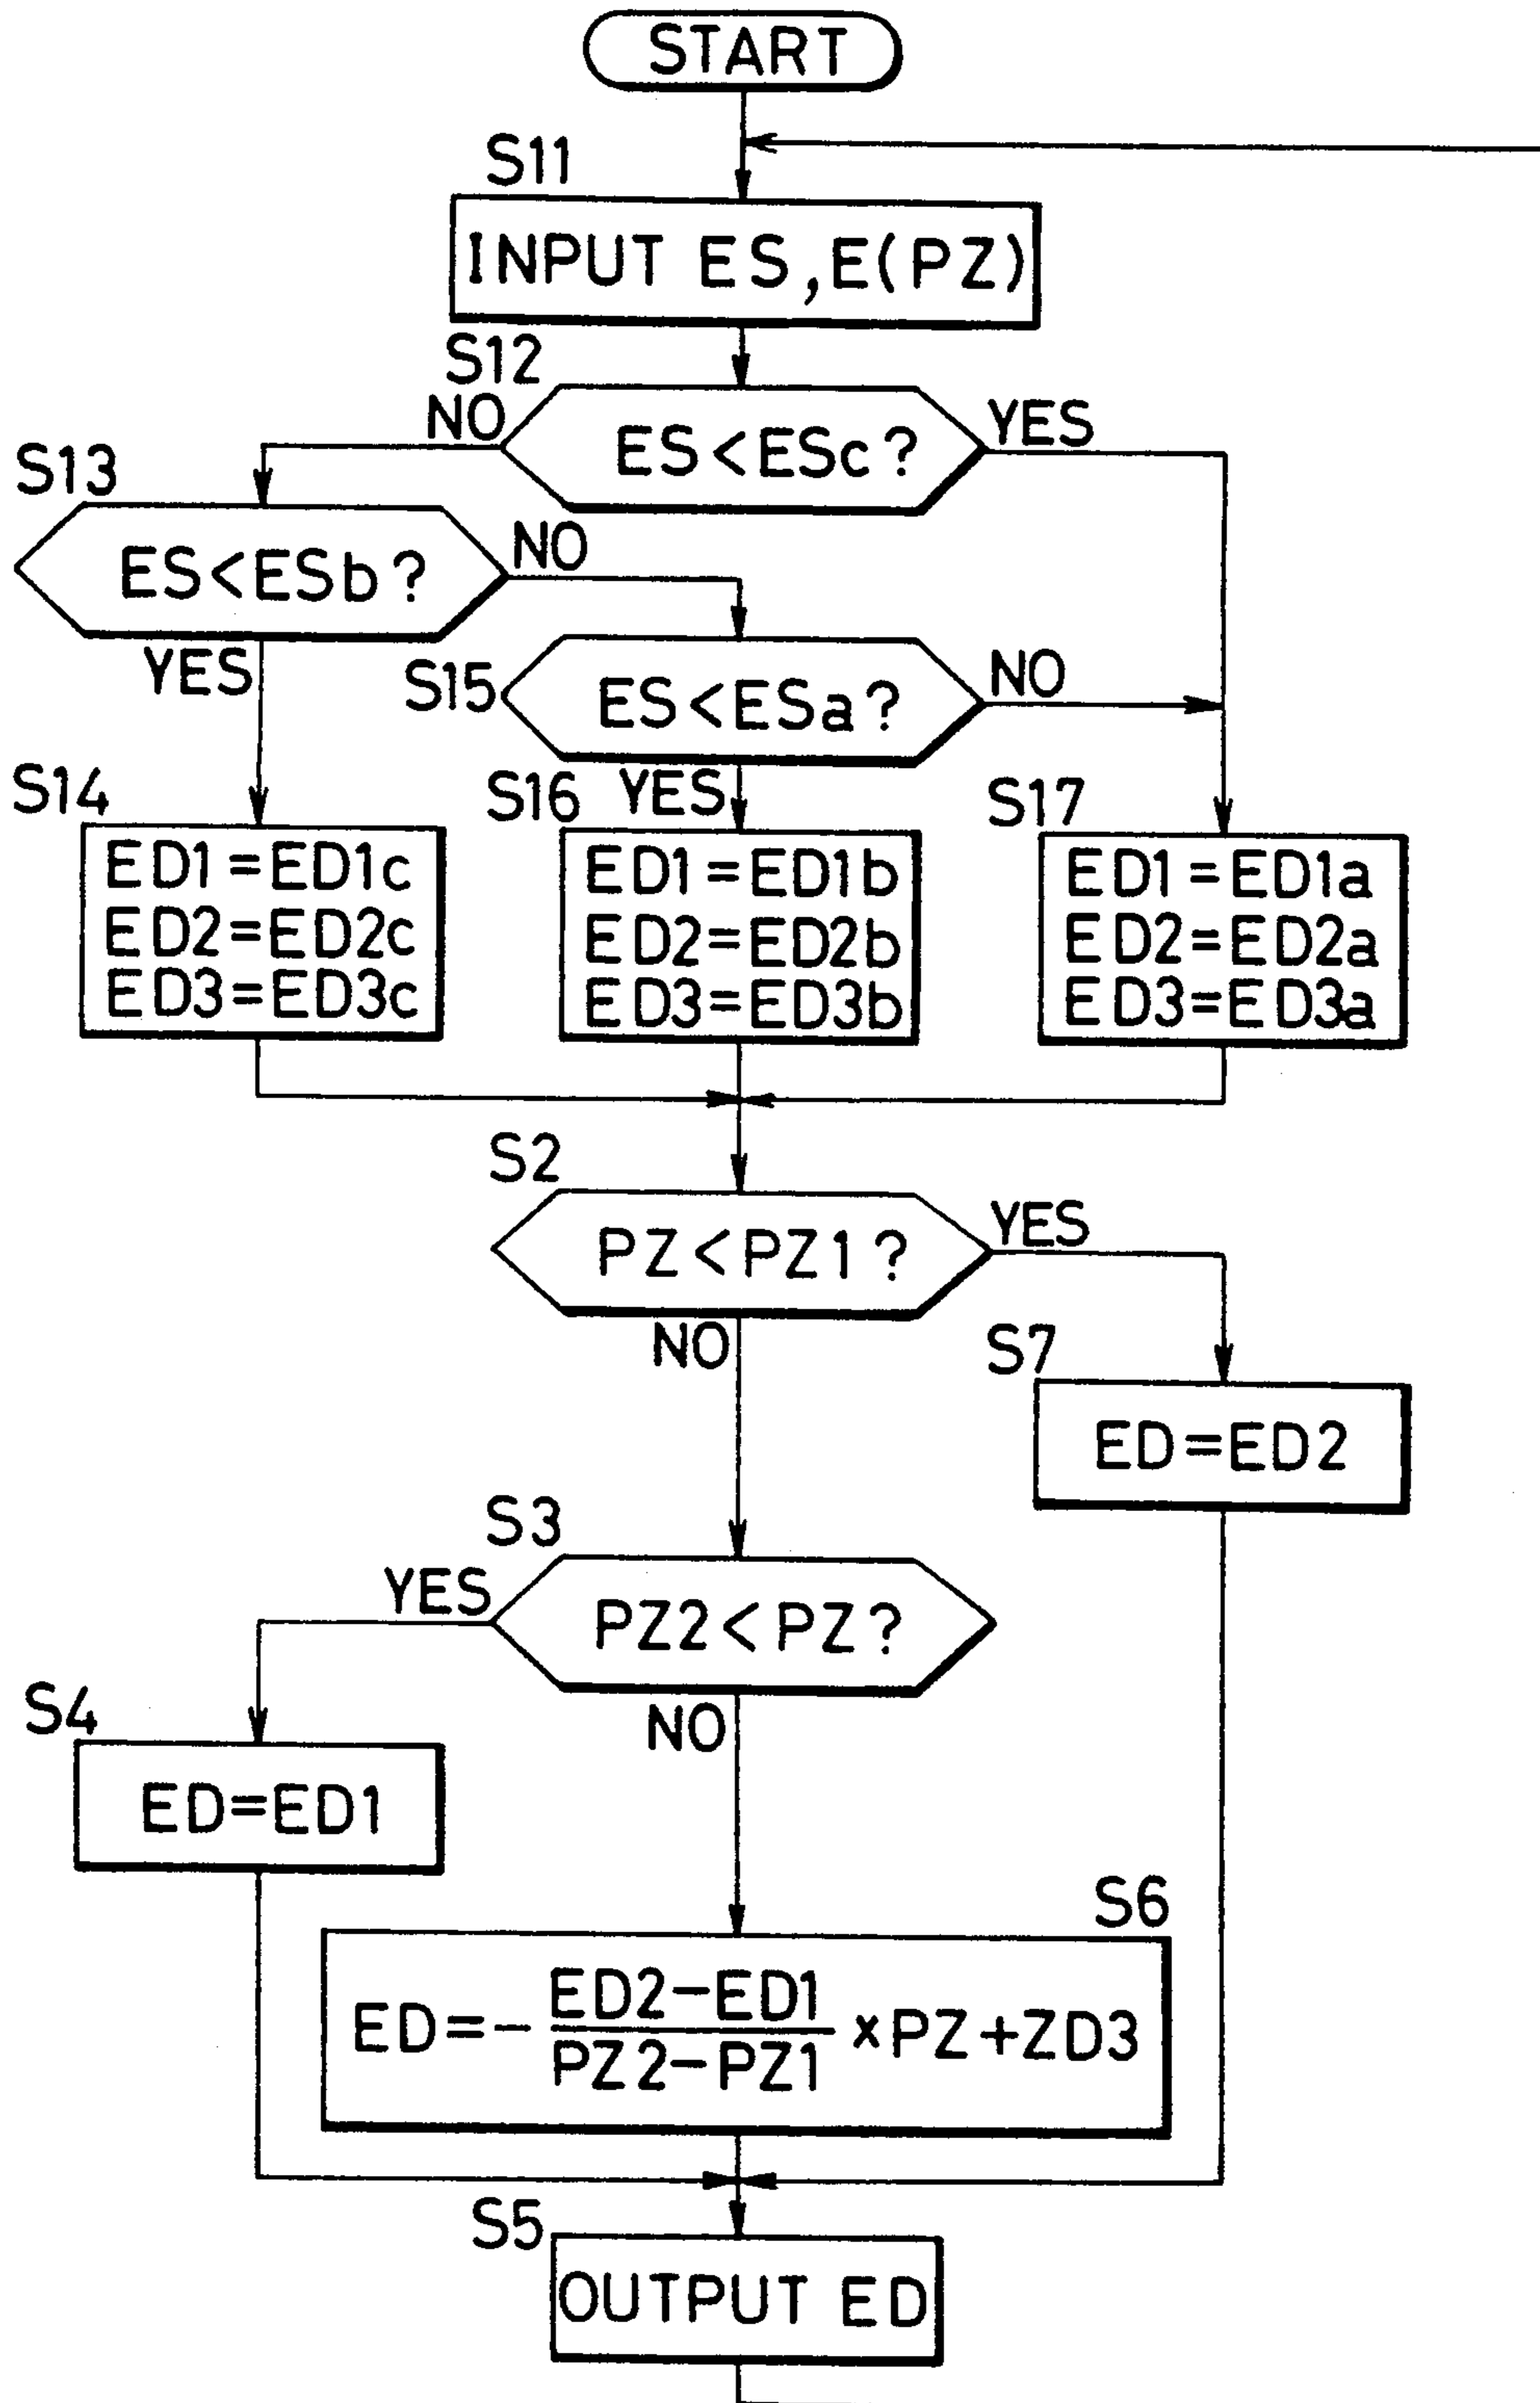 START
S11
INPUT ES,E(PZ)
S12
NO
YES
ES<ESc?
S13
NO
ES<ESb?
YES
S15
NO
ES<ESa?
S14
S16
YES
S17
ED1=ED1c
ED2=ED2c
ED3=ED3c
ED1=ED1b
ED2=ED2b
ED3=ED3b
ED1=ED1a
ED2=ED2a
ED3=ED3a
S2
YES
PZ<PZ1?
NO
S7
ED=ED2
S3
YES
PZ2<PZ?
NO
S4
ED=ED1
S6
ED=-ED2-ED1/PZ2-PZ1×PZ+ZD3
S5
OUTPUT ED